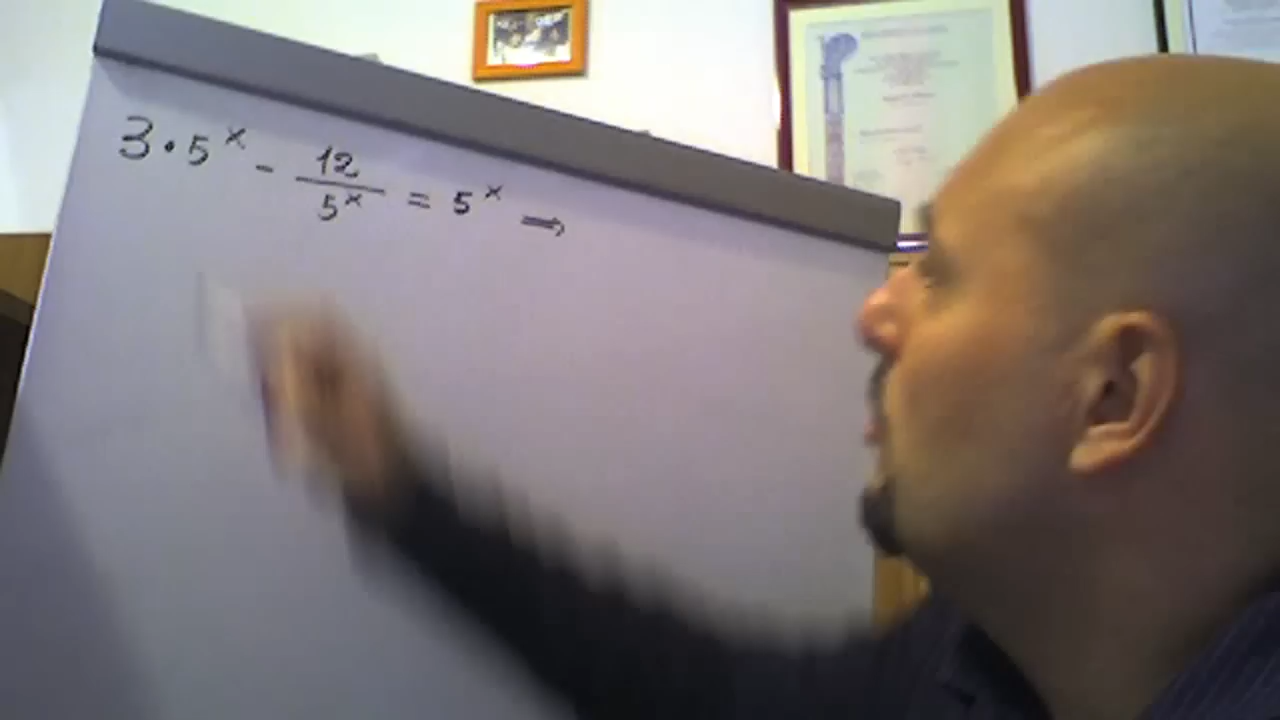 3·5^x - 12/5^x = 5^x ⇒